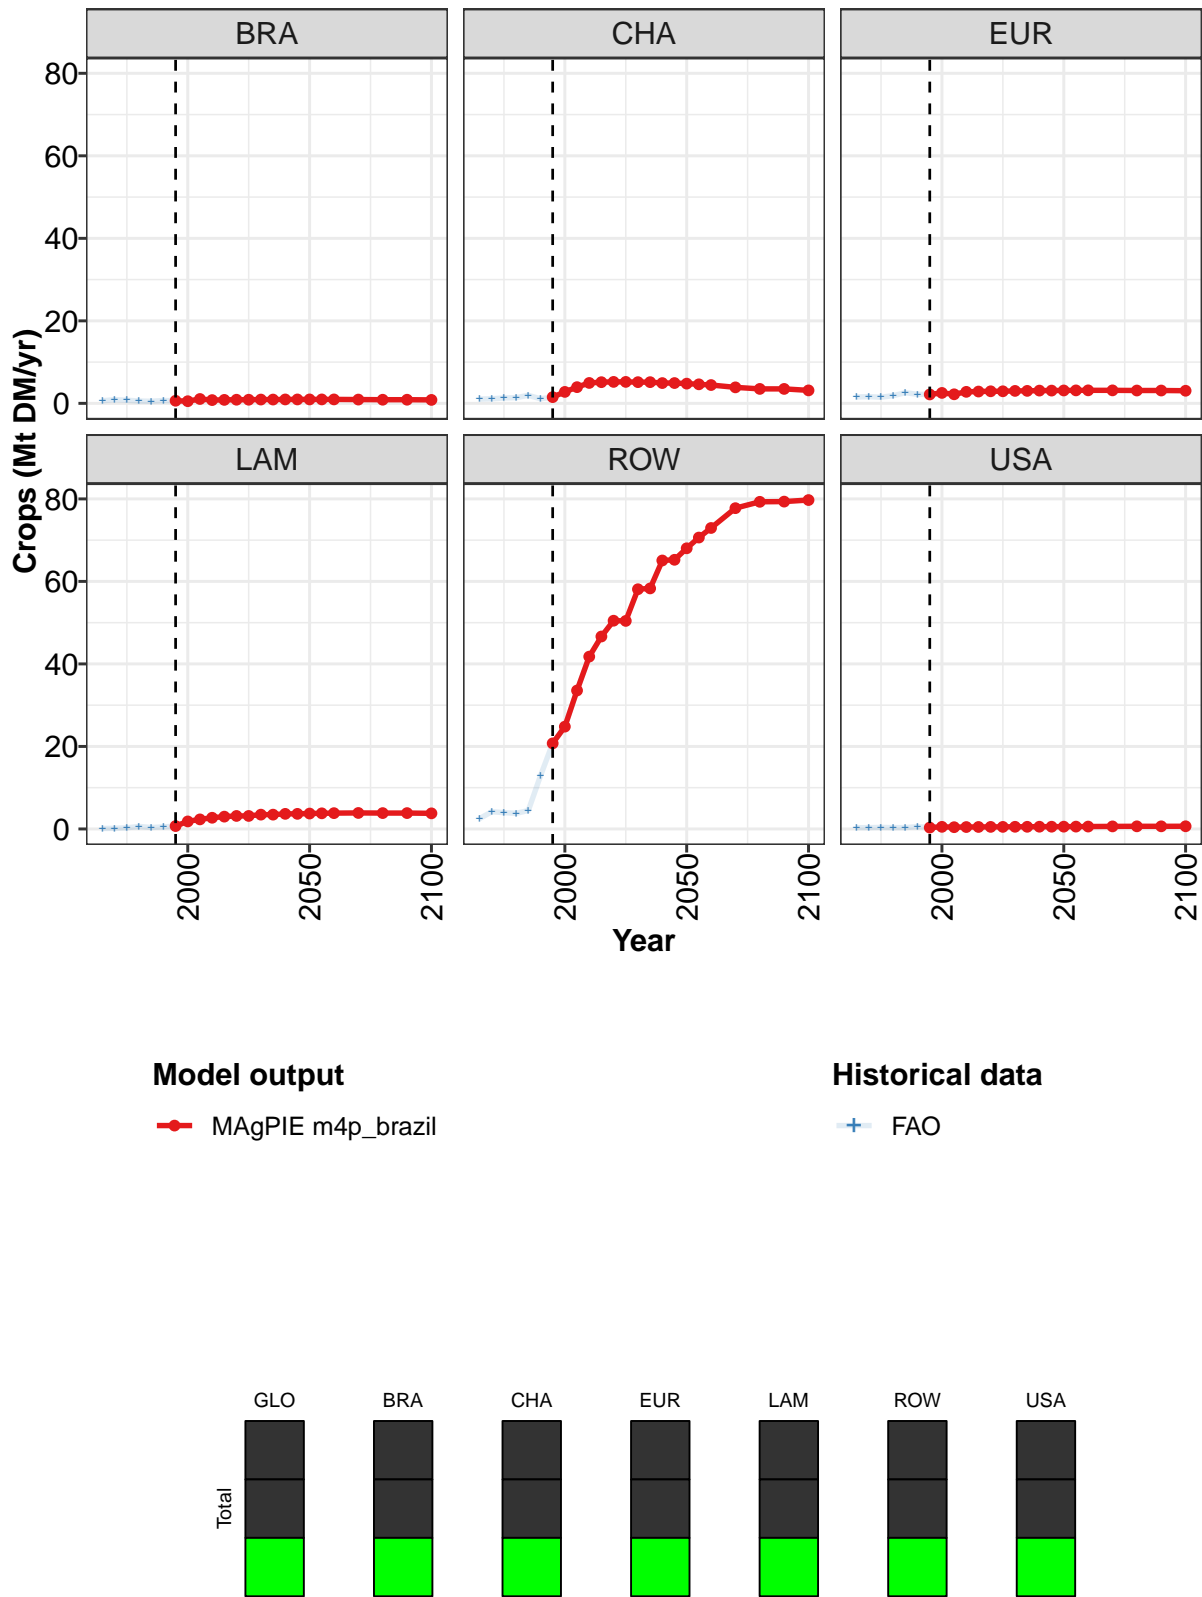 BRA
CHA
EUR
80
60
40
20
0
Crops (Mt DM/yr)
LAM
ROW
USA
80
60
40
20
0
2000
2050
2100
2000
2050
2100
2000
2050
2100
Year
Model output
Historical data
MAgPIE m4p_brazil
FAO
GLO
BRA
CHA
EUR
LAM
ROW
USA
Total